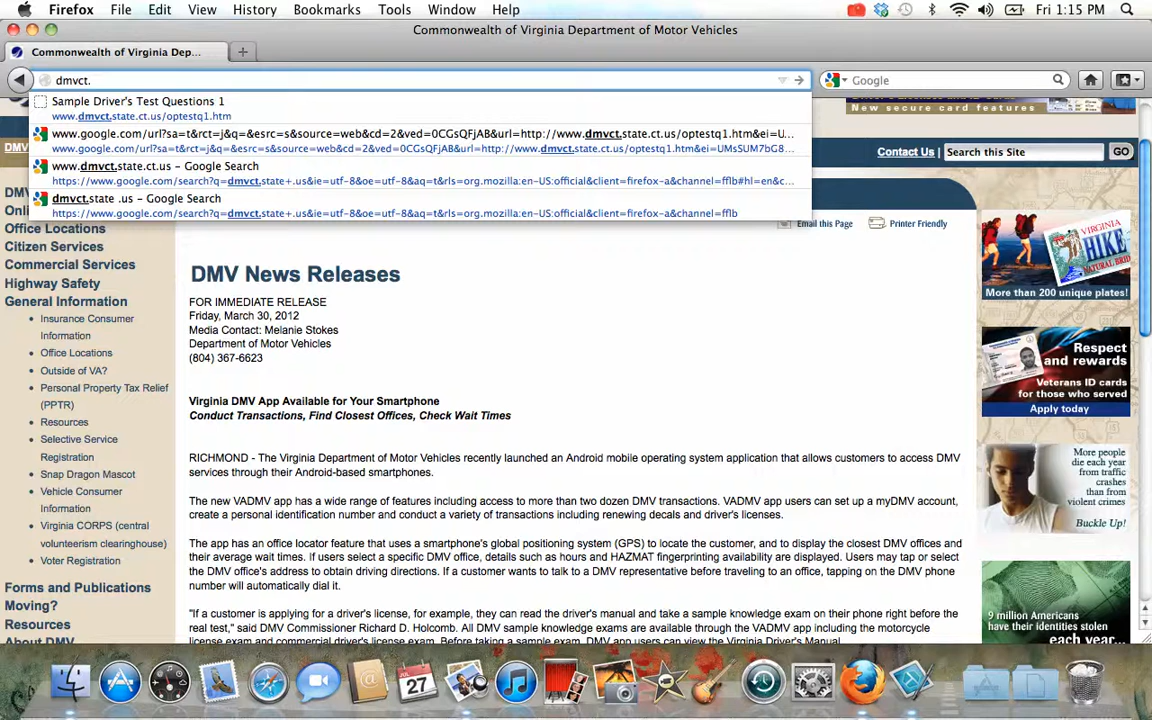 Firefox File Edit View History Bookmarks Tools Window Help Fri 1:15 PM
Commonwealth of Virginia Department of Motor Vehicles
Commonwealth of Virginia Dep...
dmvct.
Google
Sample Driver's Test Questions 1
www.dmvct.state.ct.us/optestq1.htm
www.google.com/url?sa=t&rct=j&q=&esrc=s&source=web&cd=2&ved=0CGsQFjAB&url=http://www.dmvct.state.ct.us/optestq1.htm&ei=U...
www.google.com/url?sa=t&rct=j&q=&esrc=s&source=web&cd=2&ved=0CGsQFjAB&url=http://www.dmvct.state.ct.us/optestq1.htm&ei=UMsSUM7bG8...
www.dmvct.state.ct.us – Google Search
https://www.google.com/search?q=dmvct.state+.us&ie=utf-8&oe=utf-8&aq=t&rls=org.mozilla:en-US:official&client=firefox-a&channel=fflb#hl=en&c...
dmvct.state .us – Google Search
https://www.google.com/search?q=dmvct.state+.us&ie=utf-8&oe=utf-8&aq=t&rls=org.mozilla:en-US:official&client=firefox-a&channel=fflb
New secure card features
Contact Us
Search this Site
GO
Email this Page
Printer Friendly
Office Locations
Citizen Services
Commercial Services
Highway Safety
General Information
Insurance Consumer
Information
Office Locations
Outside of VA?
Personal Property Tax Relief
(PPTR)
Resources
Selective Service
Registration
Snap Dragon Mascot
Vehicle Consumer
Information
Virginia CORPS (central
volunteerism clearinghouse)
Voter Registration
Forms and Publications
Moving?
Resources
About DMV
DMV News Releases
FOR IMMEDIATE RELEASE
Friday, March 30, 2012
Media Contact: Melanie Stokes
Department of Motor Vehicles
(804) 367-6623
Virginia DMV App Available for Your Smartphone
Conduct Transactions, Find Closest Offices, Check Wait Times
RICHMOND - The Virginia Department of Motor Vehicles recently launched an Android mobile operating system application that allows customers to access DMV
services through their Android-based smartphones.
The new VADMV app has a wide range of features including access to more than two dozen DMV transactions. VADMV app users can set up a myDMV account,
create a personal identification number and conduct a variety of transactions including renewing decals and driver's licenses.
The app has an office locator feature that uses a smartphone's global positioning system (GPS) to locate the customer, and to display the closest DMV offices and
their average wait times. If users select a specific DMV office, details such as hours and HAZMAT fingerprinting availability are displayed. Users may tap or select
the DMV office's address to obtain driving directions. If a customer wants to talk to a DMV representative before traveling to an office, tapping on the DMV phone
number will automatically dial it.
"If a customer is applying for a driver's license, for example, they can read the driver's manual and take a sample knowledge exam on their phone right before the
real test," said DMV Commissioner Richard D. Holcomb. All DMV sample knowledge exams are available through the VADMV app including the motorcycle
license exam and commercial driver's license exam. Before taking a sample exam, DMV app users can view the Virginia Driver's Manual.
VIRGINIA
HIKE
More than 200 unique plates!
Respect
and rewards
Veterans ID cards
for those who served
Apply today
More people
die each year
from traffic
crashes
than from
violent crimes
Buckle Up!
9 million Americans
have their identities stolen
each year...
JUL
27